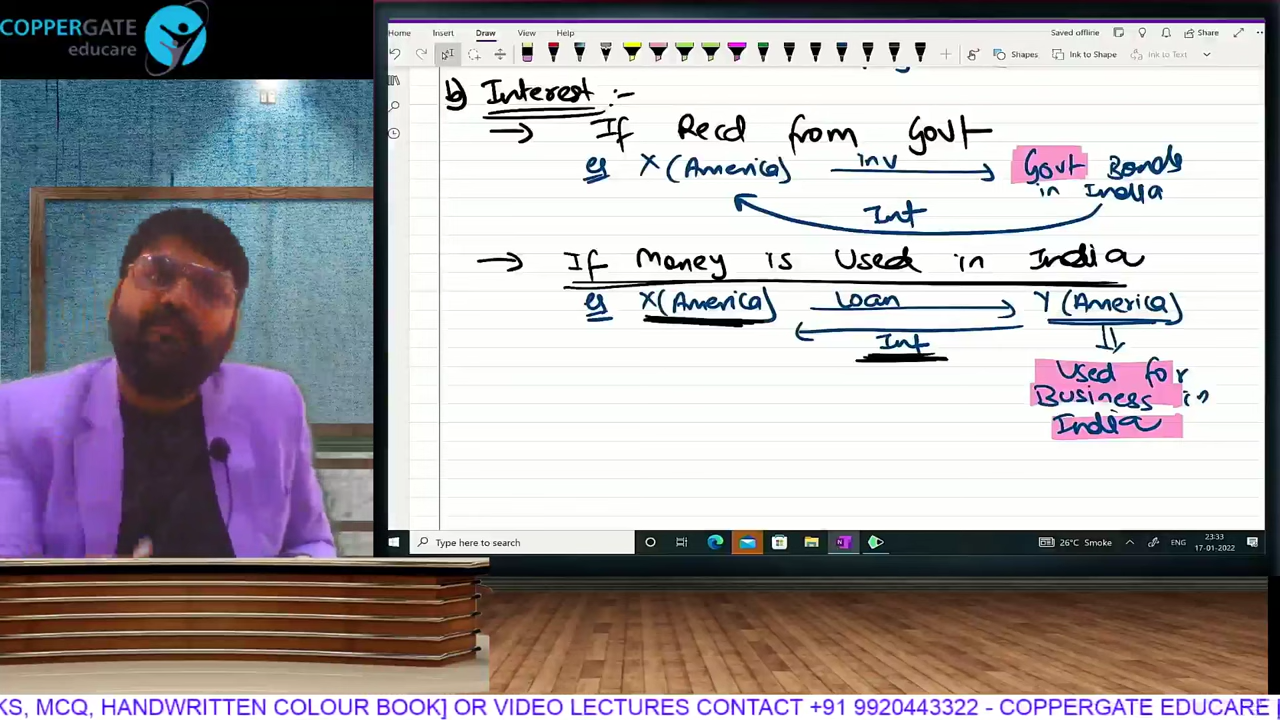 COPPERGATE
educare
Home Insert Draw View Help
Saved offline
Share
Shapes
Ink to Shape
Ink to Text
b) Interest :-
→ If Recd from Govt
eg X (America) inv → Govt Bonds
in India
Int
→ If Money is Used in India
eg X (America) Loan → Y (America)
Int
Used for
Business in
India
Type here to search
26°C Smoke
ENG
23:33
17-01-2022
KS, MCQ, HANDWRITTEN COLOUR BOOK] OR VIDEO LECTURES CONTACT +91 9920443322 - COPPERGATE EDUCARE